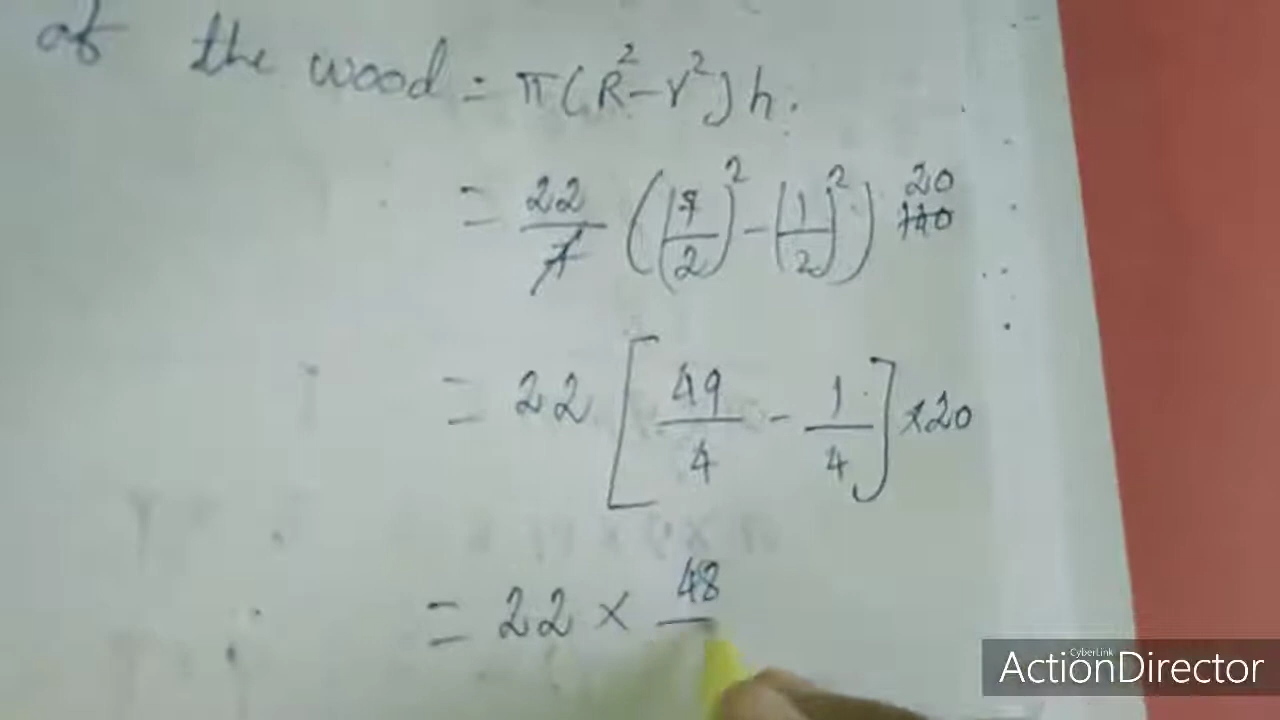 of the wood = π(R²-r²)h.
= 22/7 ((7/2)² - (1/2)²) 20 140
= 22 [49/4 - 1/4] x20
= 22 × 48
CyberLink
ActionDirector